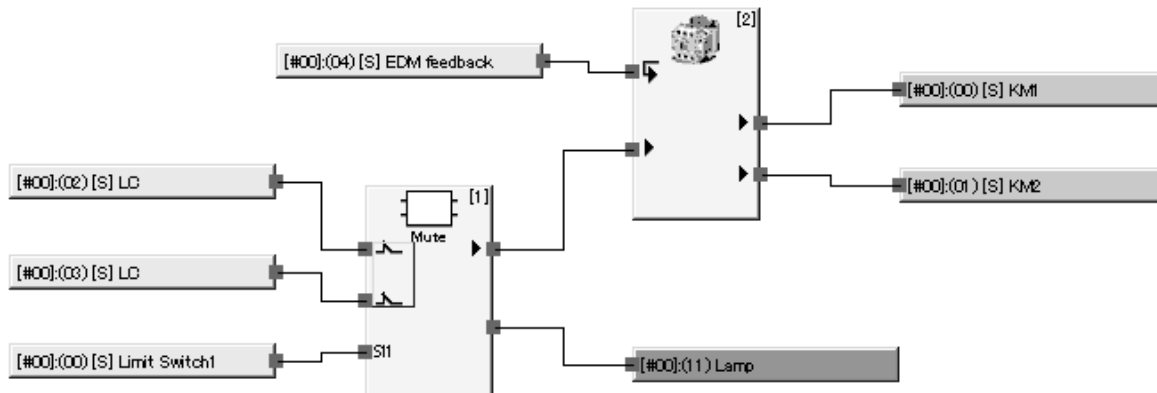 [2]
[#00]:(04) [S] EDM feedback
[#00]:(00) [S] KM1
[#00]:(02) [S] LC
[#00]:(01) [S] KM2
[1]
Mute
[#00]:(03) [S] LC
[#00]:(00) [S] Limit Switch1
SI1
[#00]:(11) Lamp